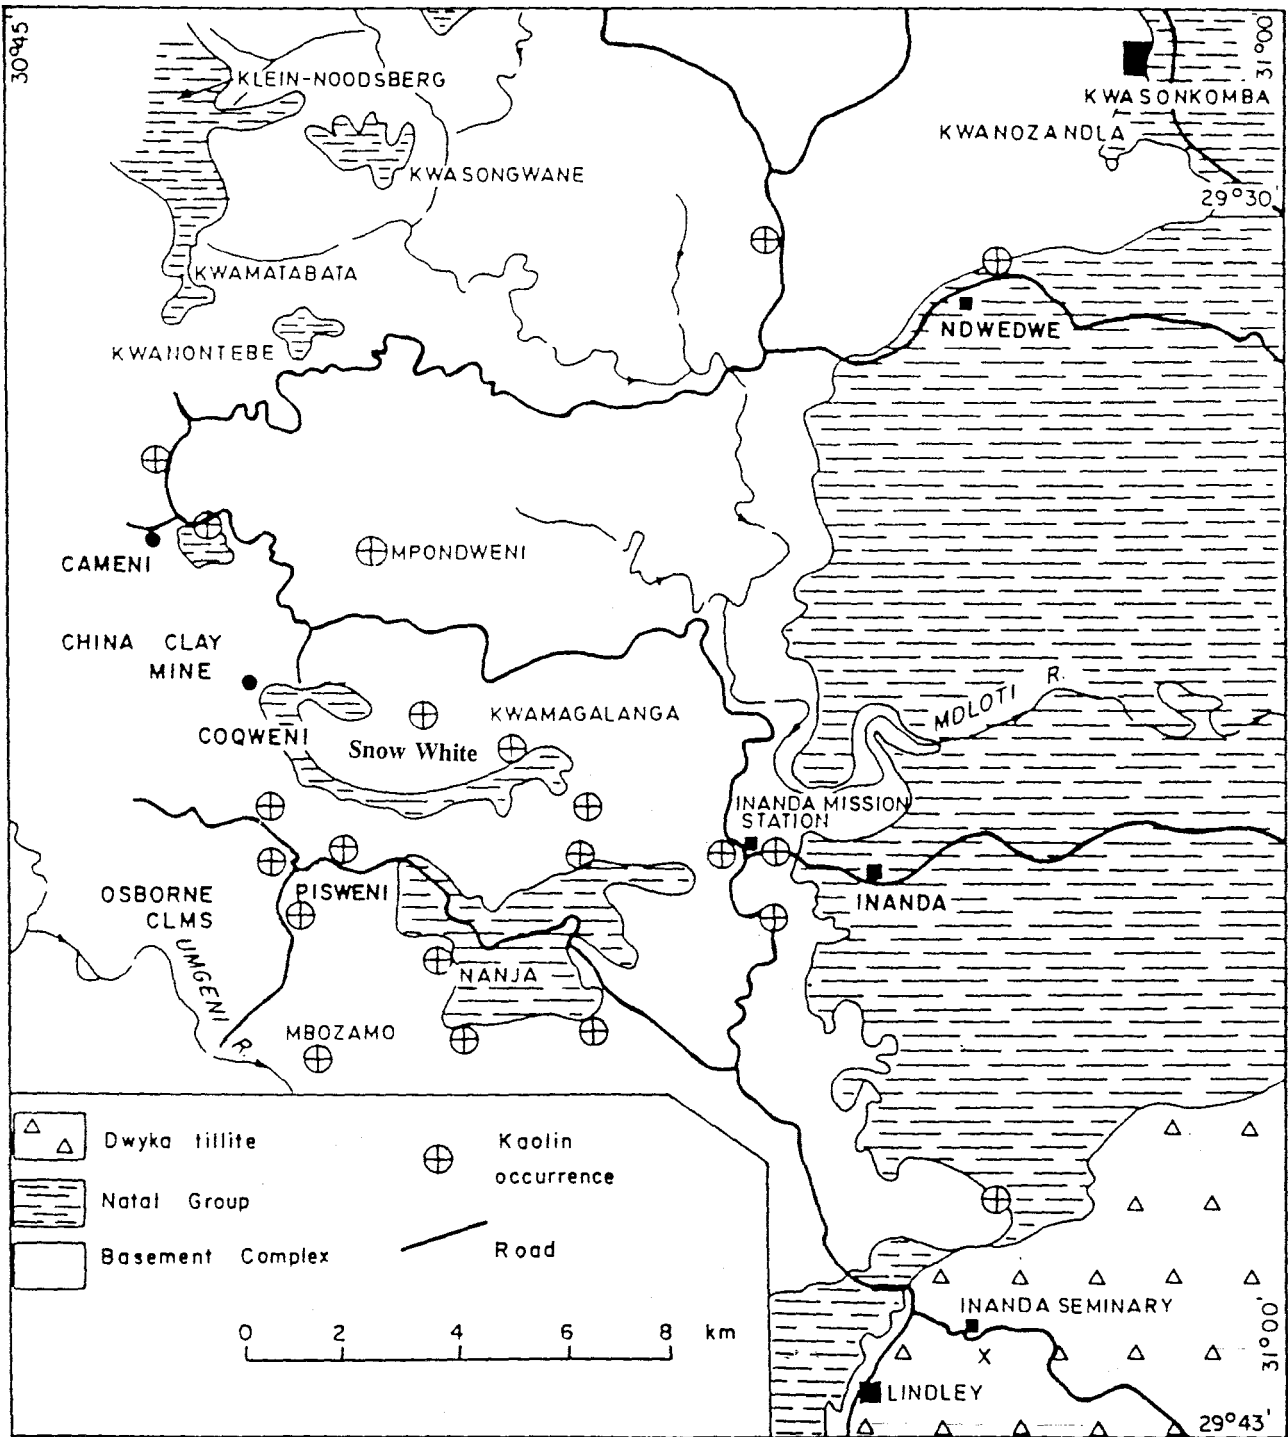 30°45
31°00'
KLEIN-NOODSBERG
KWASONKOMBA
KWANOZANDLA
KWASONGWANE
29°30'
KWAMATABATA
NDWEDWE
KWANONTEBE
CAMENI
MPONDWENI
CHINA CLAY
MINE
COQWENI
KWAMAGALANGA
Snow White
MDLOTI R.
INANDA MISSION
STATION
OSBORNE
CLMS
PISWENI
INANDA
UMGENI R.
NANJA
MBOZAMO
Dwyka tillite
Natal Group
Basement Complex
Kaolin
occurrence
Road
0 2 4 6 8 km
INANDA SEMINARY
X
LINDLEY
31°00'
29°43'